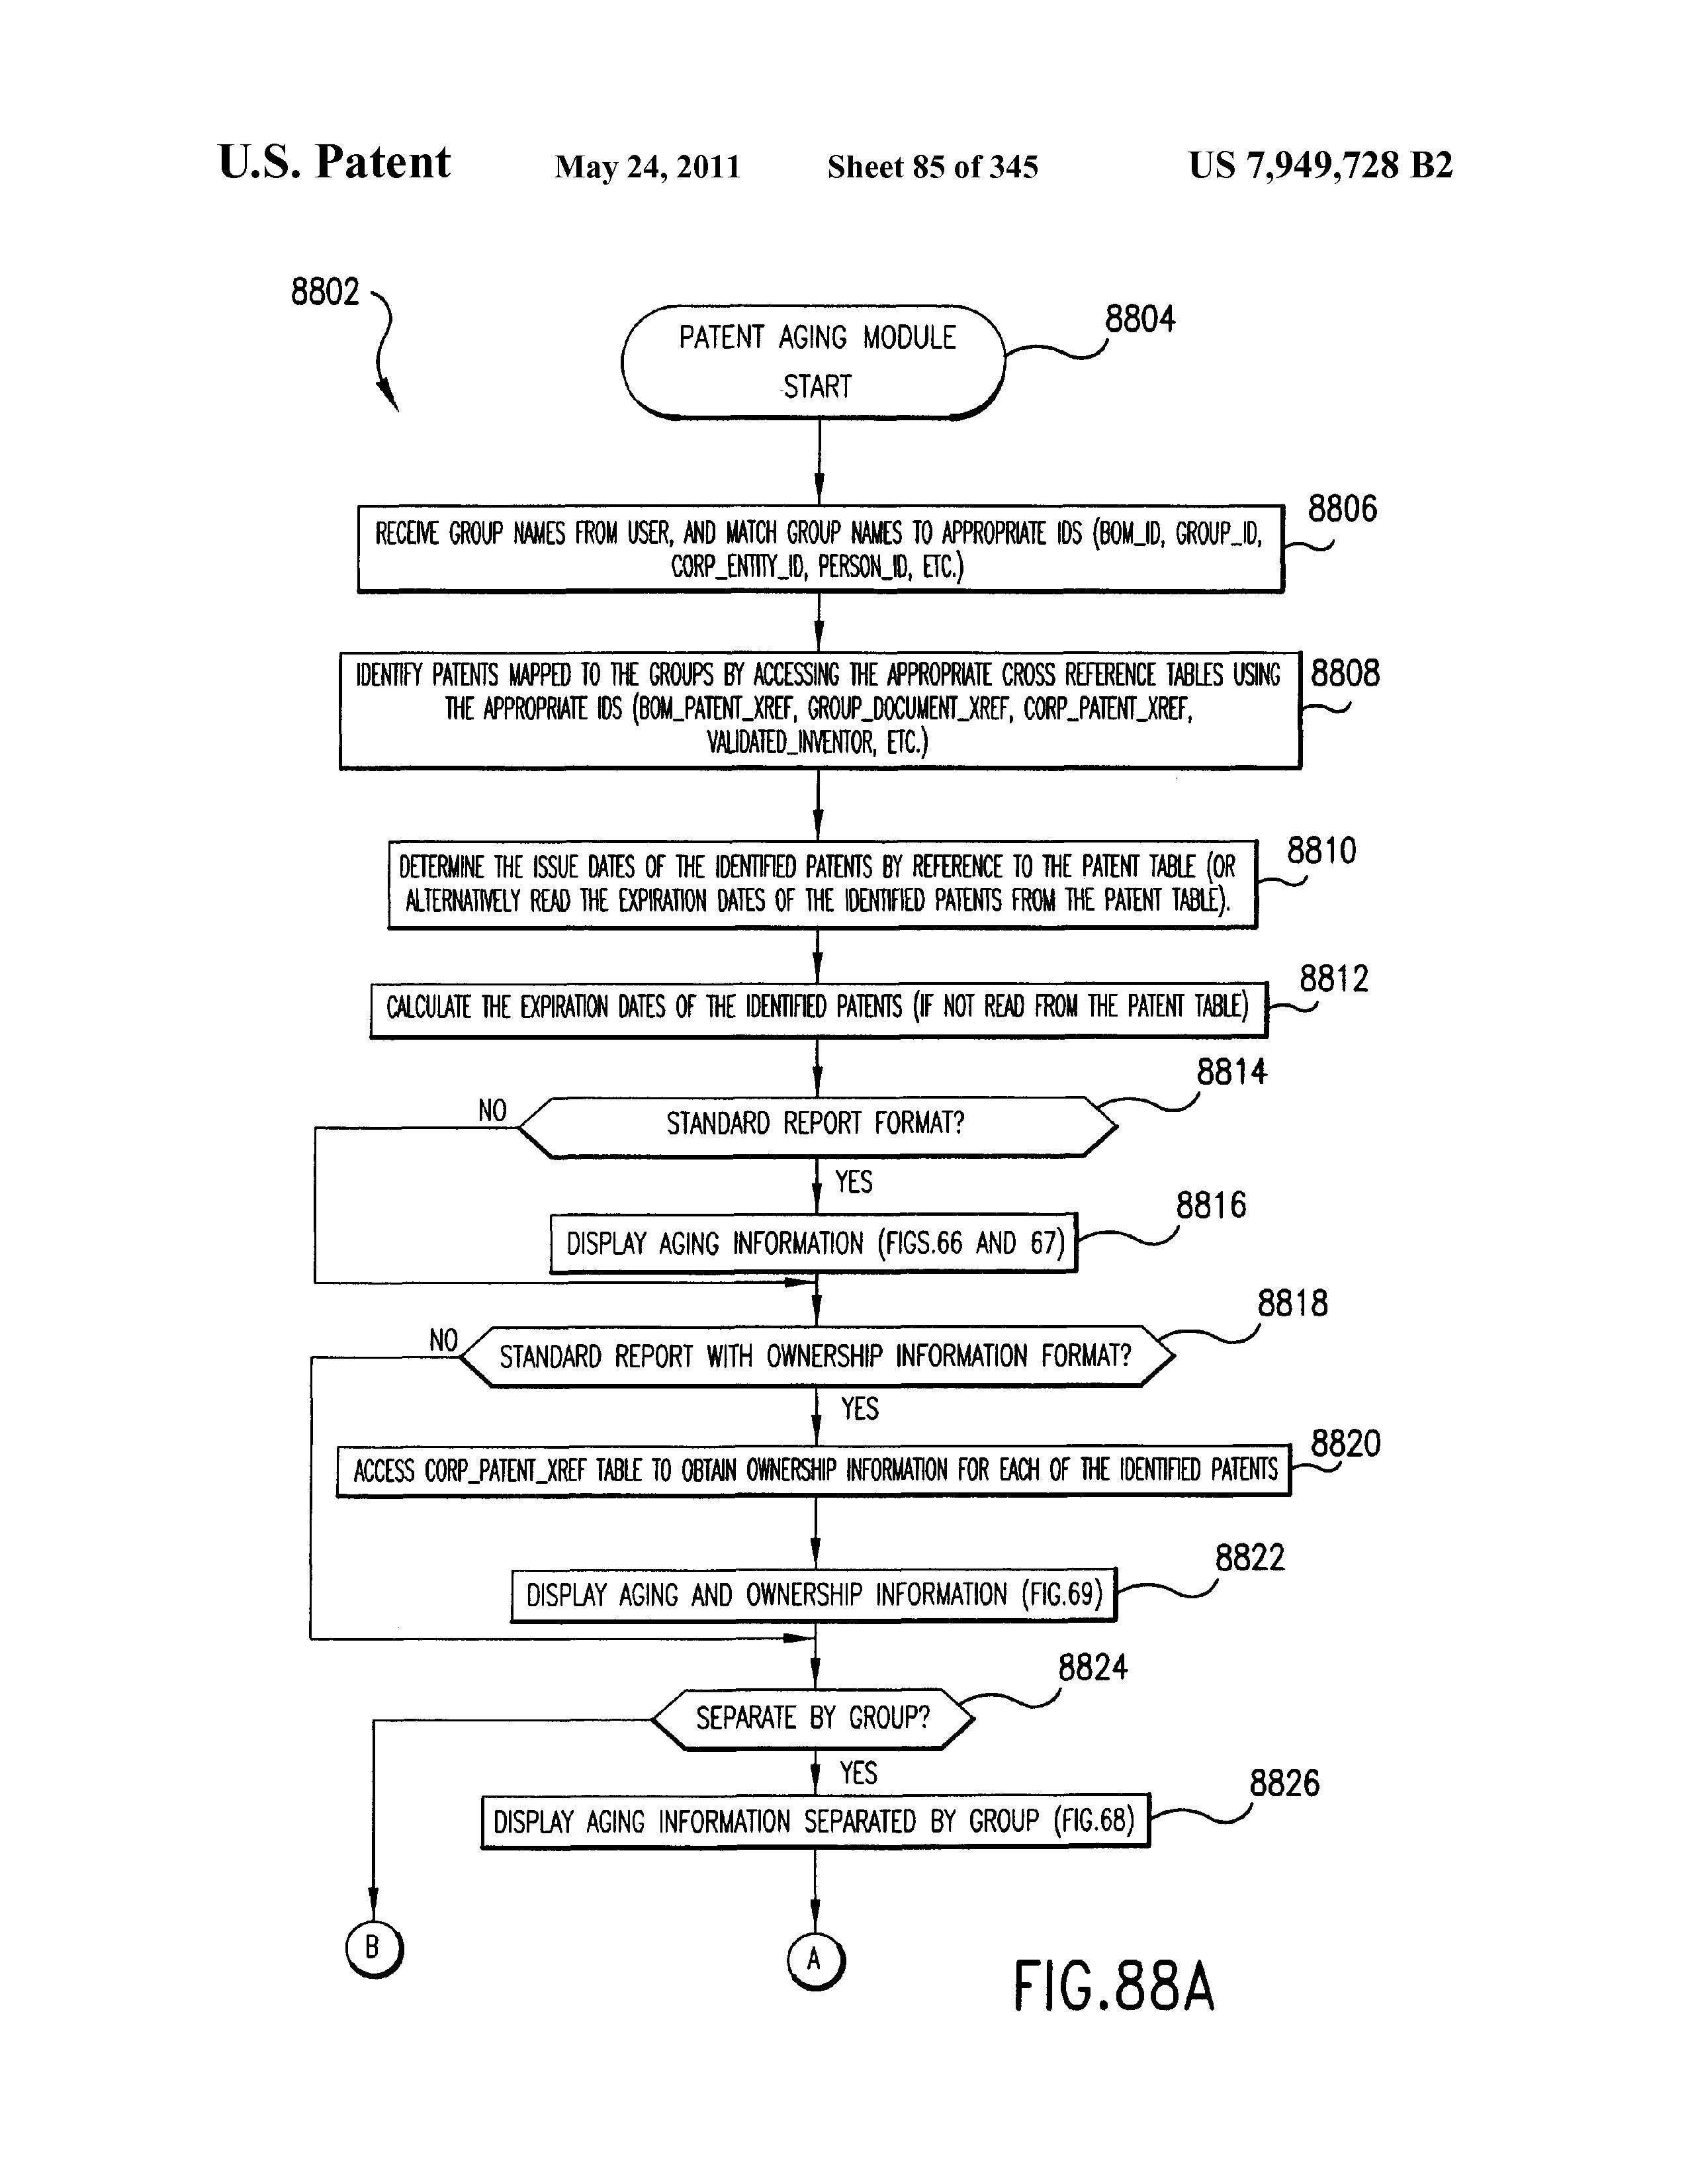 U.S. Patent May 24, 2011 Sheet 85 of 345 US 7,949,728 B2
8802
PATENT AGING MODULE
START
8804
RECEIVE GROUP NAMES FROM USER, AND MATCH GROUP NAMES TO APPROPRIATE IDS (BOM_ID, GROUP_ID,
CORP_ENTITY_ID, PERSON_ID, ETC.)
8806
IDENTIFY PATENTS MAPPED TO THE GROUPS BY ACCESSING THE APPROPRIATE CROSS REFERENCE TABLES USING
THE APPROPRIATE IDS (BOM_PATENT_XREF, GROUP_DOCUMENT_XREF, CORP_PATENT_XREF,
VALIDATED_INVENTOR, ETC.)
8808
DETERMINE THE ISSUE DATES OF THE IDENTIFIED PATENTS BY REFERENCE TO THE PATENT TABLE (OR
ALTERNATIVELY READ THE EXPIRATION DATES OF THE IDENTIFIED PATENTS FROM THE PATENT TABLE).
8810
CALCULATE THE EXPIRATION DATES OF THE IDENTIFIED PATENTS (IF NOT READ FROM THE PATENT TABLE)
8812
STANDARD REPORT FORMAT?
8814
NO
YES
DISPLAY AGING INFORMATION (FIGS.66 AND 67)
8816
STANDARD REPORT WITH OWNERSHIP INFORMATION FORMAT?
8818
NO
YES
ACCESS CORP_PATENT_XREF TABLE TO OBTAIN OWNERSHIP INFORMATION FOR EACH OF THE IDENTIFIED PATENTS
8820
DISPLAY AGING AND OWNERSHIP INFORMATION (FIG.69)
8822
SEPARATE BY GROUP?
8824
YES
DISPLAY AGING INFORMATION SEPARATED BY GROUP (FIG.68)
8826
B
A
FIG.88A